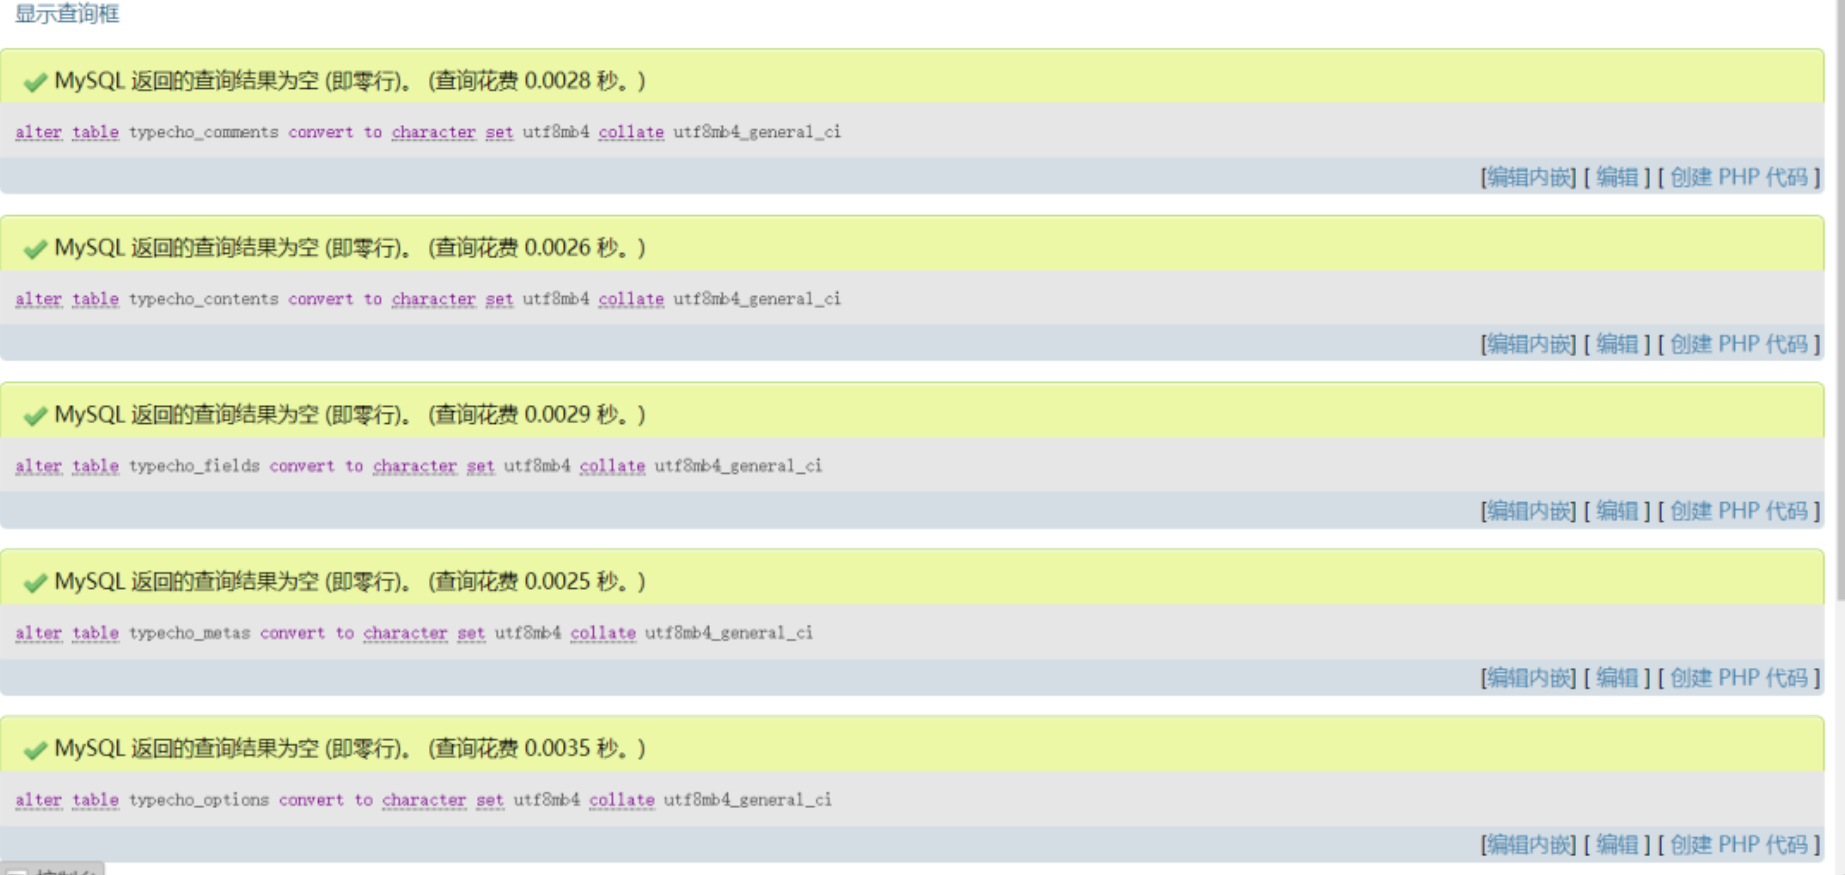 显示查询框
MySQL 返回的查询结果为空 (即零行)。 (查询花费 0.0028 秒。)
alter table typecho_comments convert to character set utf8mb4 collate utf8mb4_general_ci
[编辑内嵌] [ 编辑 ] [ 创建 PHP 代码 ]
MySQL 返回的查询结果为空 (即零行)。 (查询花费 0.0026 秒。)
alter table typecho_contents convert to character set utf8mb4 collate utf8mb4_general_ci
[编辑内嵌] [ 编辑 ] [ 创建 PHP 代码 ]
MySQL 返回的查询结果为空 (即零行)。 (查询花费 0.0029 秒。)
alter table typecho_fields convert to character set utf8mb4 collate utf8mb4_general_ci
[编辑内嵌] [ 编辑 ] [ 创建 PHP 代码 ]
MySQL 返回的查询结果为空 (即零行)。 (查询花费 0.0025 秒。)
alter table typecho_metas convert to character set utf8mb4 collate utf8mb4_general_ci
[编辑内嵌] [ 编辑 ] [ 创建 PHP 代码 ]
MySQL 返回的查询结果为空 (即零行)。 (查询花费 0.0035 秒。)
alter table typecho_options convert to character set utf8mb4 collate utf8mb4_general_ci
[编辑内嵌] [ 编辑 ] [ 创建 PHP 代码 ]